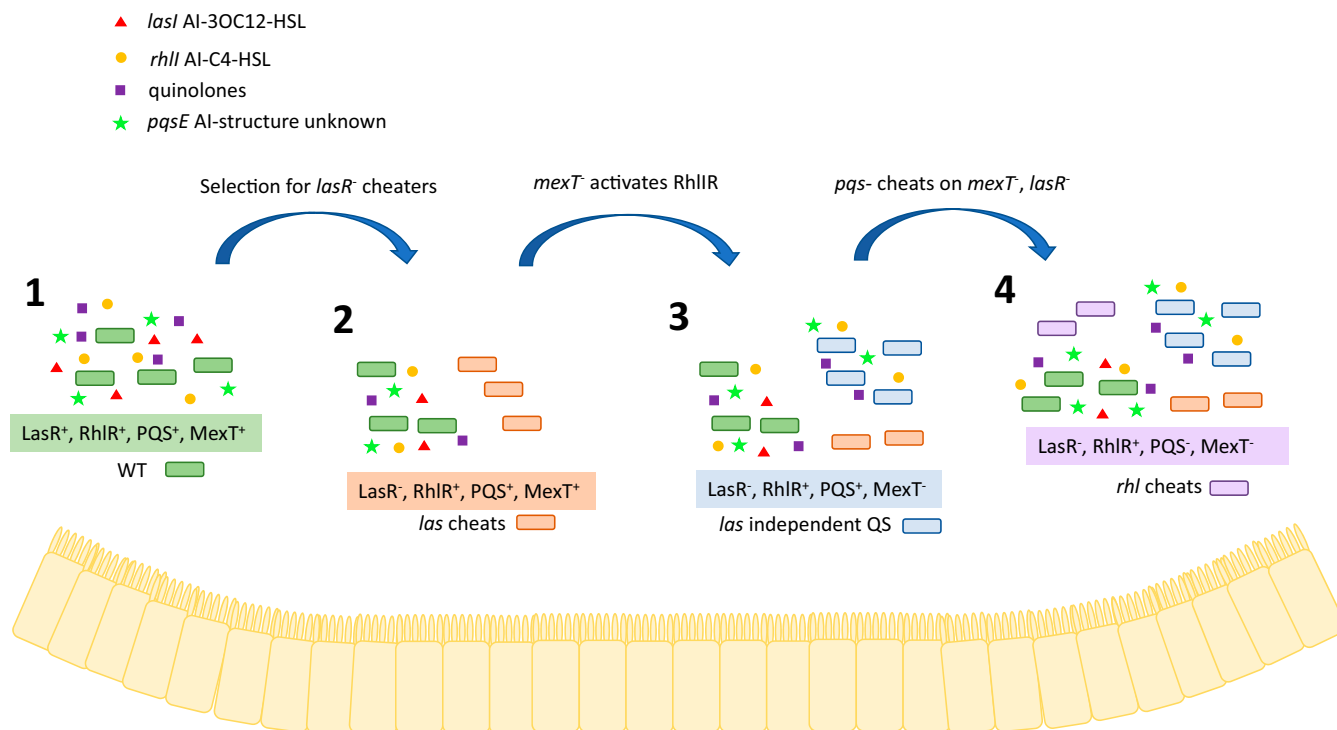 lasI AI-3OC12-HSL
rhlI AI-C4-HSL
quinolones
pqsE AI-structure unknown
Selection for lasR⁻ cheaters
mexT⁻ activates RhlIR
pqs- cheats on mexT⁻, lasR⁻
1
2
3
4
LasR⁺, RhlR⁺, PQS⁺, MexT⁺
WT
LasR⁻, RhlR⁺, PQS⁺, MexT⁺
las cheats
LasR⁻, RhlR⁺, PQS⁺, MexT⁻
las independent QS
LasR⁻, RhlR⁺, PQS⁻, MexT⁻
rhl cheats